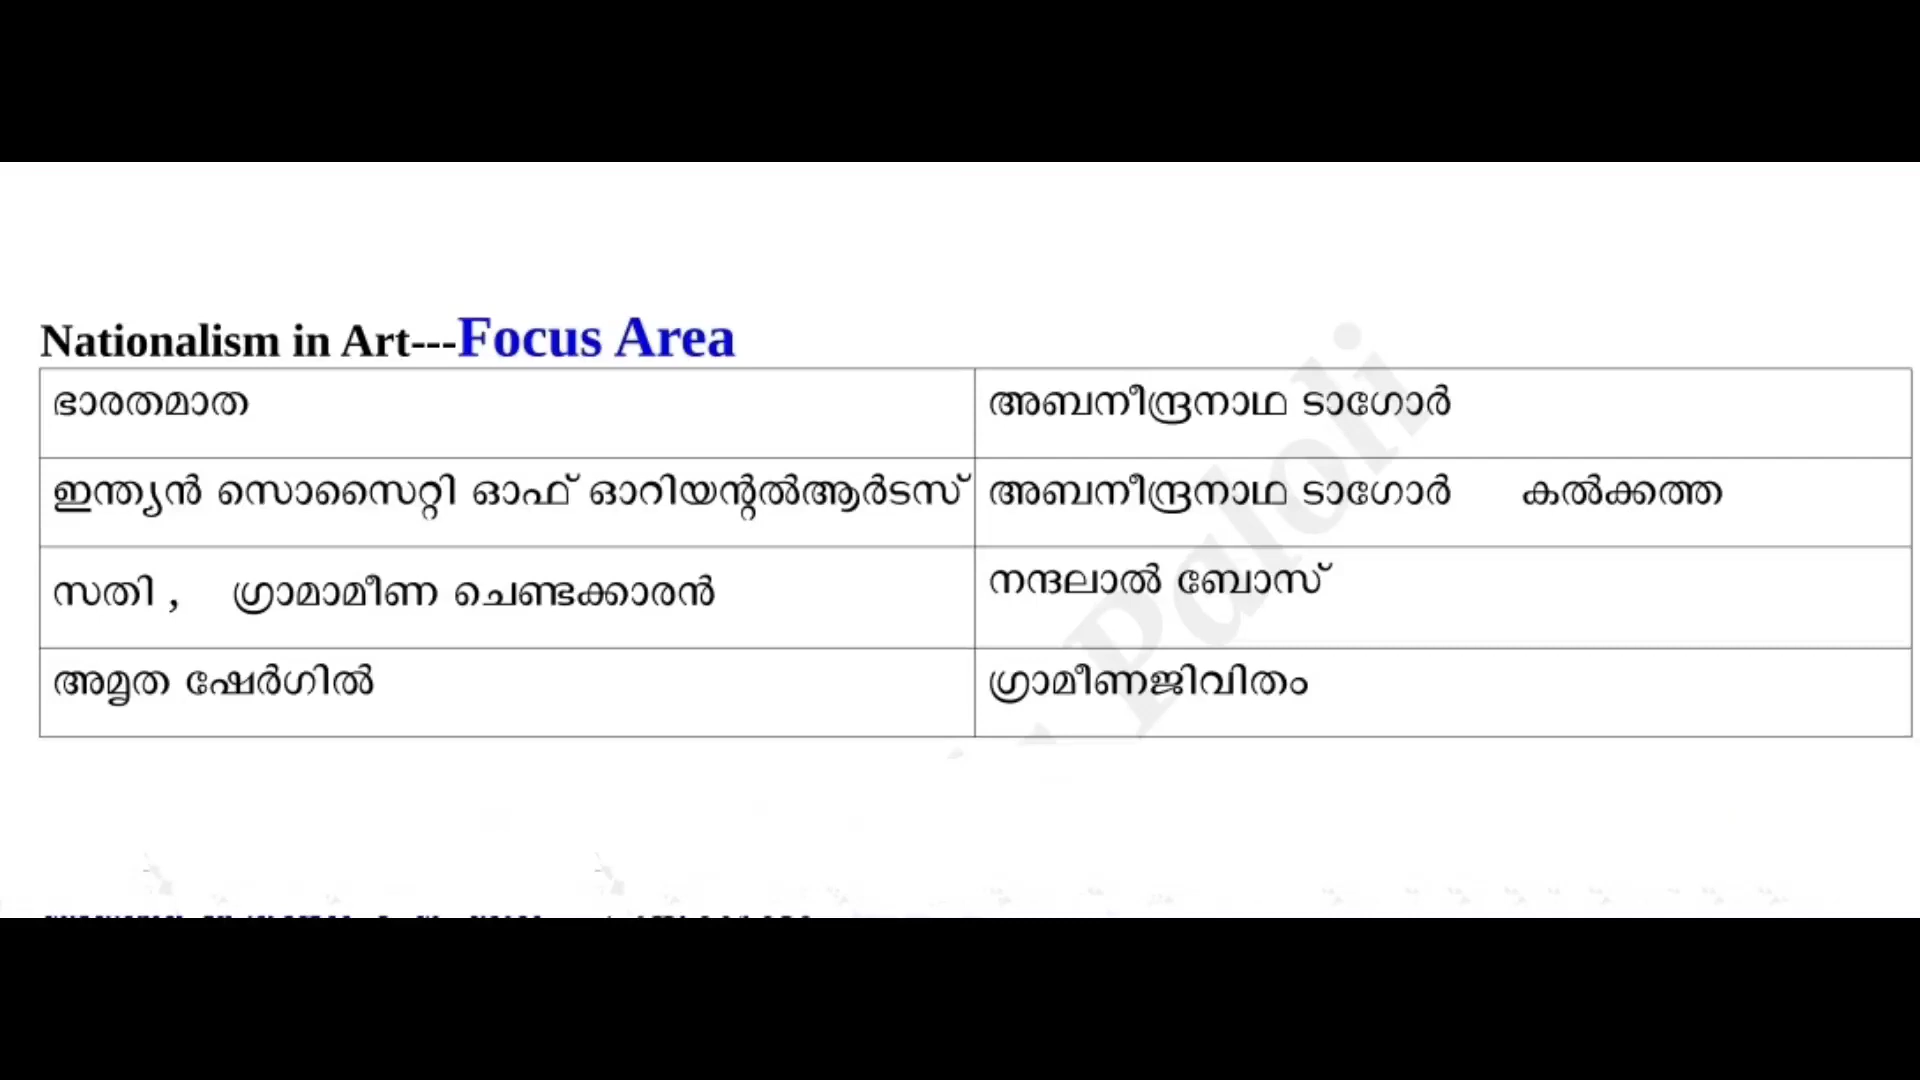 Nationalism in Art---Focus Area
ഭാരതമാത അബനീന്ദ്രനാഥ ടാഗോർ
ഇന്ത്യൻ സൊസൈറ്റി ഓഫ് ഓറിയന്റൽആർടസ് അബനീന്ദ്രനാഥ ടാഗോർ കൽക്കത്ത
സതി , ഗ്രാമാമീണ ചെണ്ടക്കാരൻ നന്ദലാൽ ബോസ്
അമൃത ഷേർഗിൽ ഗ്രാമീണജിവിതം
Paloli